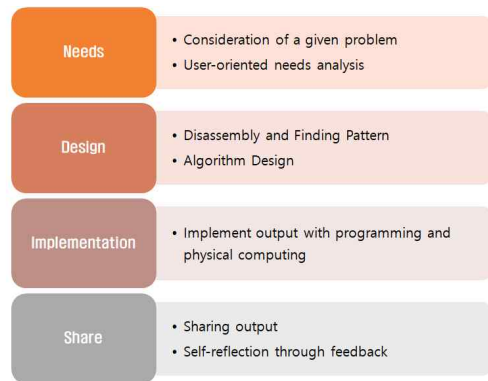 Needs
• Consideration of a given problem
• User-oriented needs analysis
Design
• Disassembly and Finding Pattern
• Algorithm Design
Implementation
• Implement output with programming and
physical computing
Share
• Sharing output
• Self-reflection through feedback